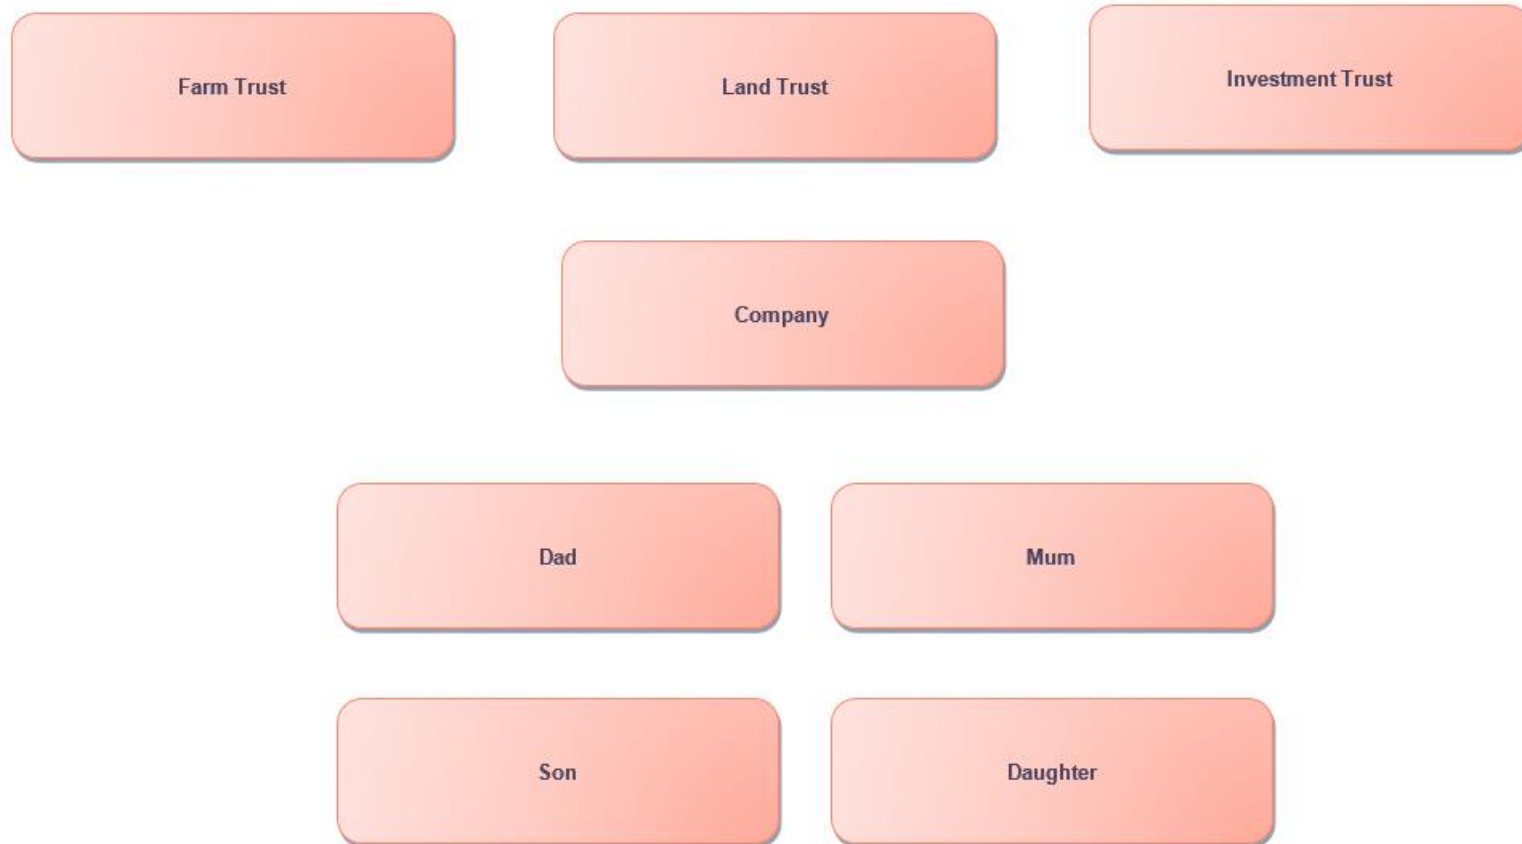 Farm Trust
Land Trust
Investment Trust
Company
Dad
Mum
Son
Daughter